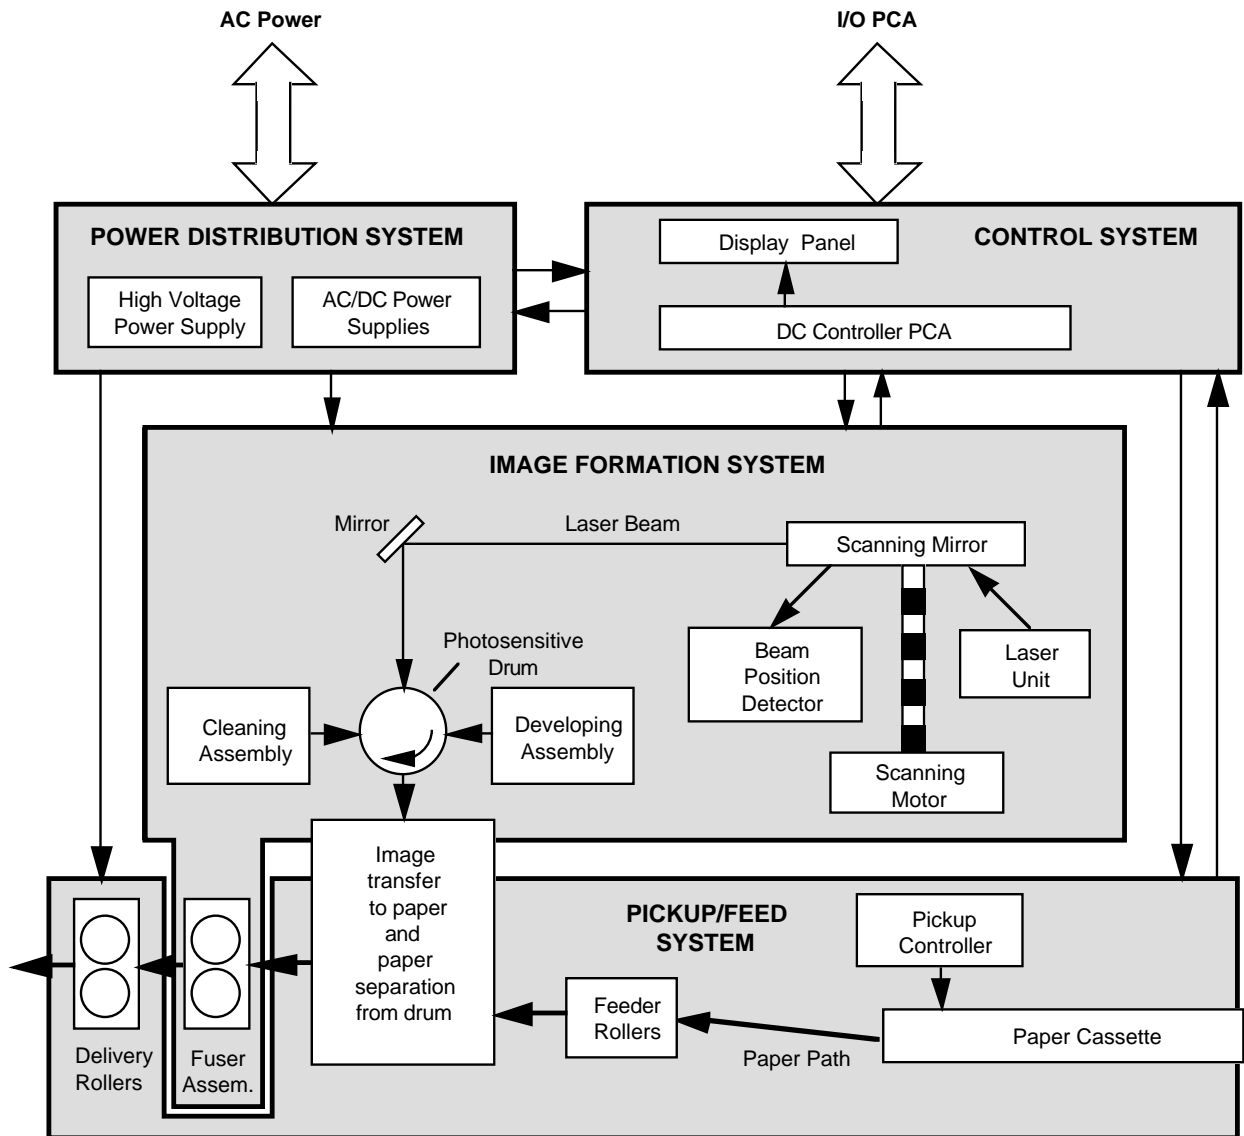 AC Power
I/O PCA
POWER DISTRIBUTION SYSTEM
High Voltage
Power Supply
AC/DC Power
Supplies
CONTROL SYSTEM
Display Panel
DC Controller PCA
IMAGE FORMATION SYSTEM
Mirror
Laser Beam
Scanning Mirror
Photosensitive
Drum
Beam
Position
Detector
Laser
Unit
Cleaning
Assembly
Developing
Assembly
Scanning
Motor
Image
transfer
to paper
and
paper
separation
from drum
PICKUP/FEED
SYSTEM
Pickup
Controller
Feeder
Rollers
Paper Cassette
Paper Path
Delivery
Rollers
Fuser
Assem.